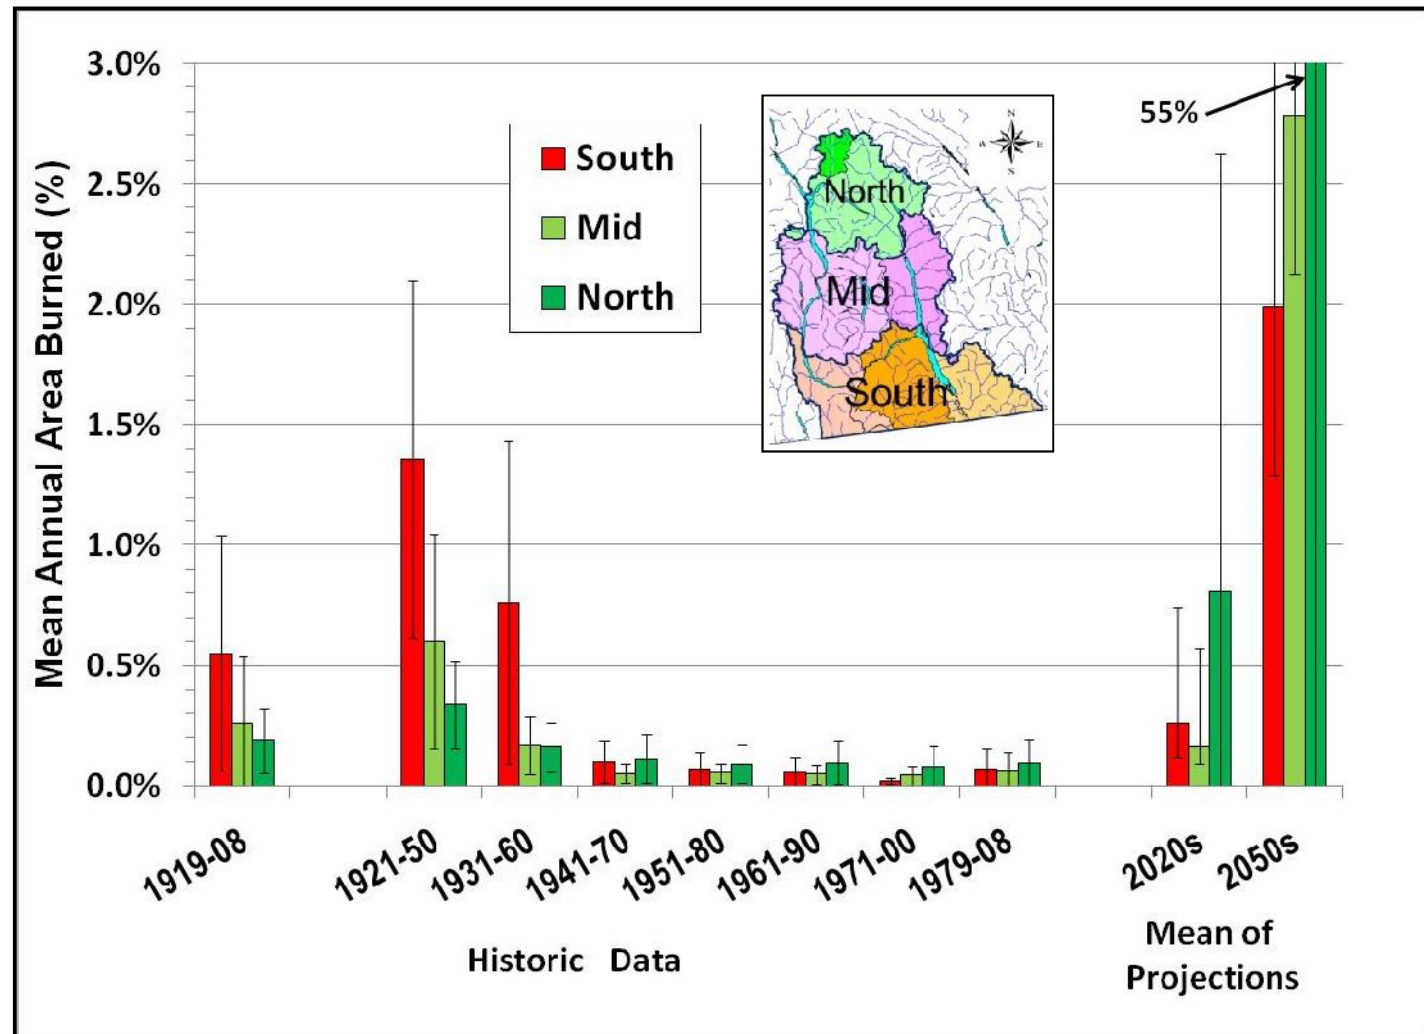 Mean Annual Area Burned (%)
3.0%
2.5%
2.0%
1.5%
1.0%
0.5%
0.0%
South
Mid
North
N
North
Mid
South
55%
1919-08
1921-50
1931-60
1941-70
1951-80
1961-90
1971-00
1979-08
2020s
2050s
Historic Data
Mean of
Projections